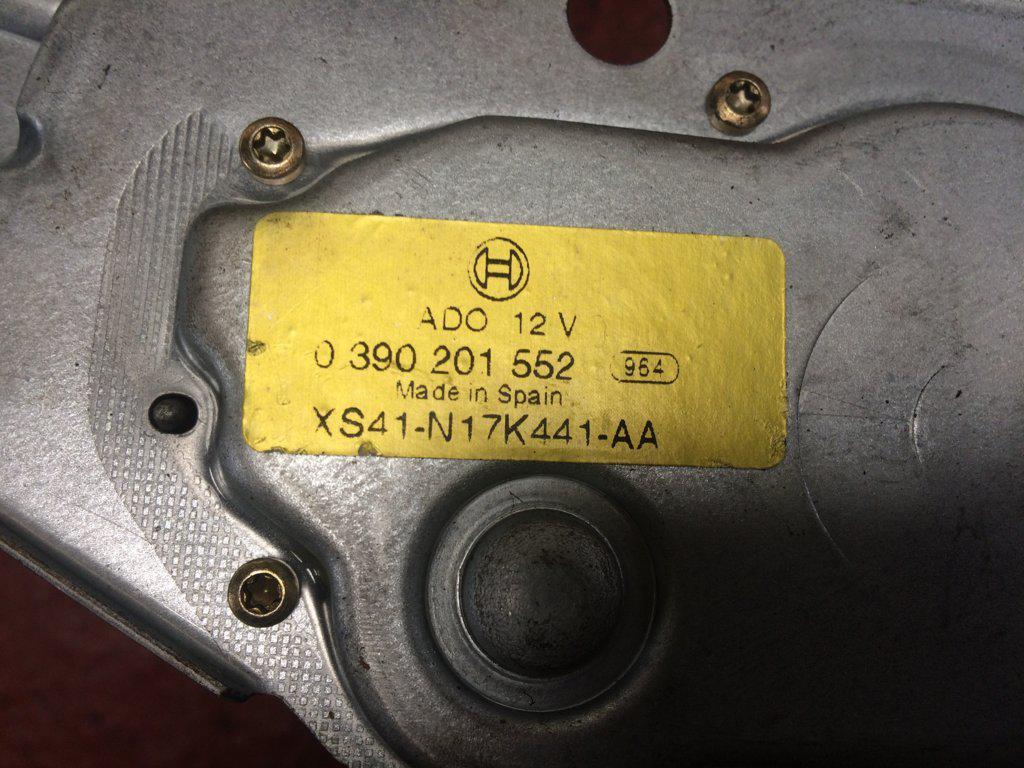 ADO 12 V
0 390 201 552 964
Made in Spain
XS41-N17K441-AA